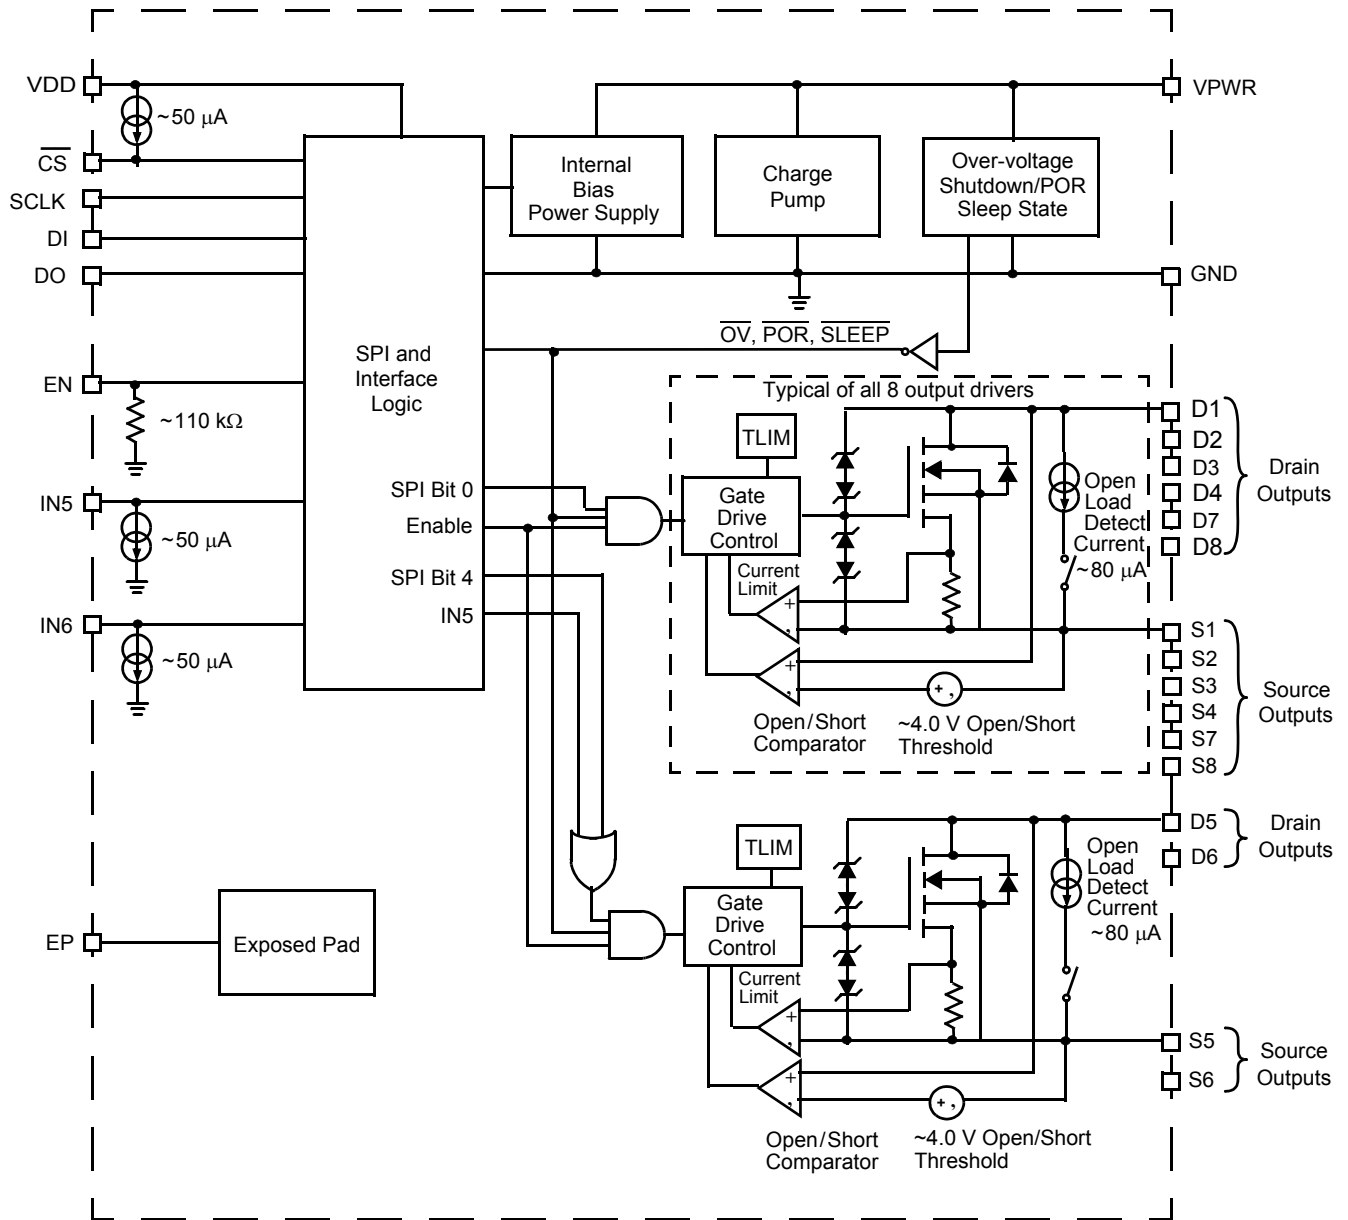 VDD
~50 μA
CS
SCLK
DI
DO
EN
~110 kΩ
IN5
~50 μA
IN6
~50 μA
EP
Exposed Pad
SPI and
Interface
Logic
SPI Bit 0
Enable
SPI Bit 4
IN5
Internal
Bias
Power Supply
Charge
Pump
Over-voltage
Shutdown/POR
Sleep State
VPWR
GND
OV, POR, SLEEP
Typical of all 8 output drivers
TLIM
Gate
Drive
Control
Current
Limit
+
,
+
,
Open/Short
Comparator
+ ,
~4.0 V Open/Short
Threshold
Open
Load
Detect
Current
~80 μA
D1
D2
D3
D4
D7
D8
Drain
Outputs
S1
S2
S3
S4
S7
S8
Source
Outputs
TLIM
Gate
Drive
Control
Current
Limit
+
,
+
,
Open/Short
Comparator
+ ,
~4.0 V Open/Short
Threshold
Open
Load
Detect
Current
~80 μA
D5
D6
Drain
Outputs
S5
S6
Source
Outputs